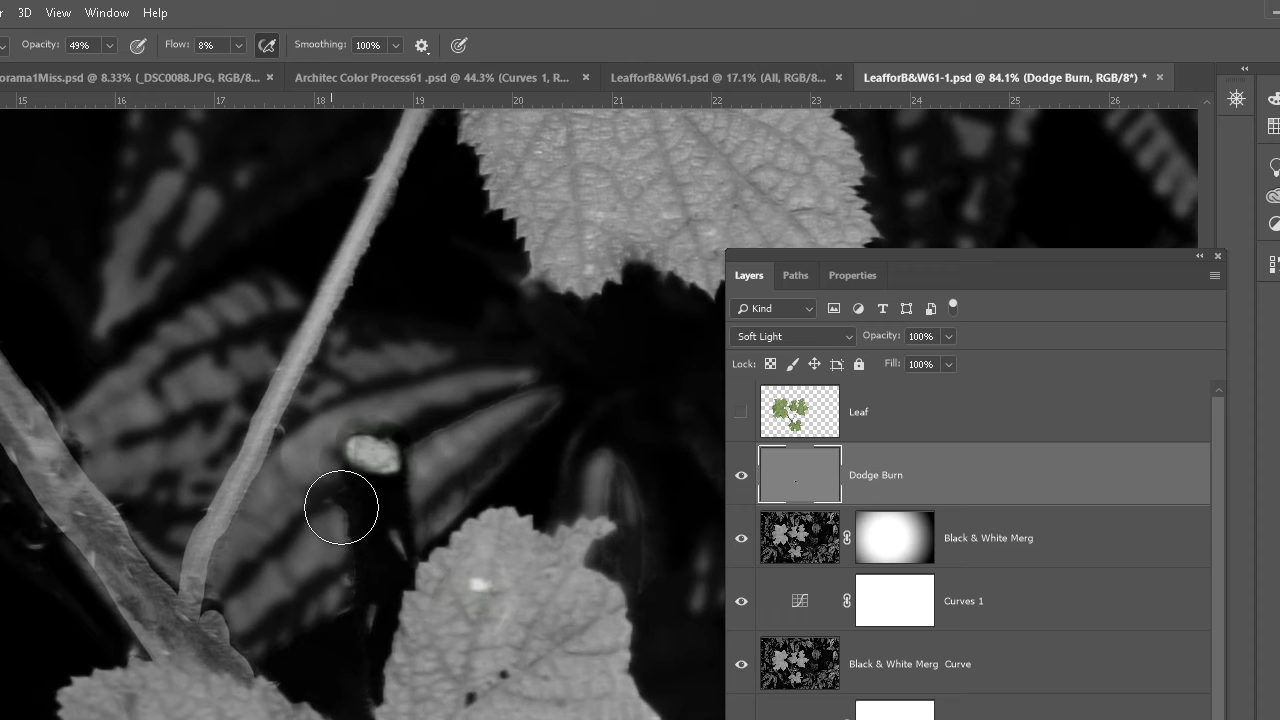 3D View Window Help
Opacity: 49% Flow: 8% Smoothing: 100%
orama1Miss.psd @ 8.33% (_DSC0088.JPG, RGB/8... × Architec Color Process61 .psd @ 44.3% (Curves 1, R... × LeafforB&W61.psd @ 17.1% (All, RGB/8... × LeafforB&W61-1.psd @ 84.1% (Dodge Burn, RGB/8*) * ×
15 16 17 18 19 20 21 22 23 24 25 26
Layers Paths Properties
Kind
Soft Light Opacity: 100%
Lock: Fill: 100%
Leaf
Dodge Burn
Black & White Merg
Curves 1
Black & White Merg Curve